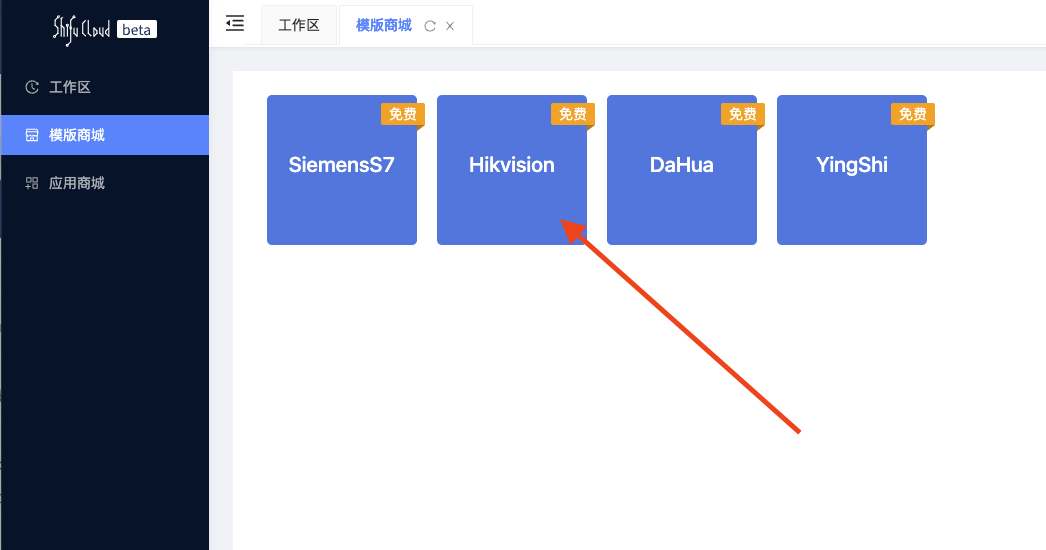 Shifu Cloud beta
工作区
模版商城
应用商城
工作区
模版商城
免费
SiemensS7
免费
Hikvision
免费
DaHua
免费
YingShi